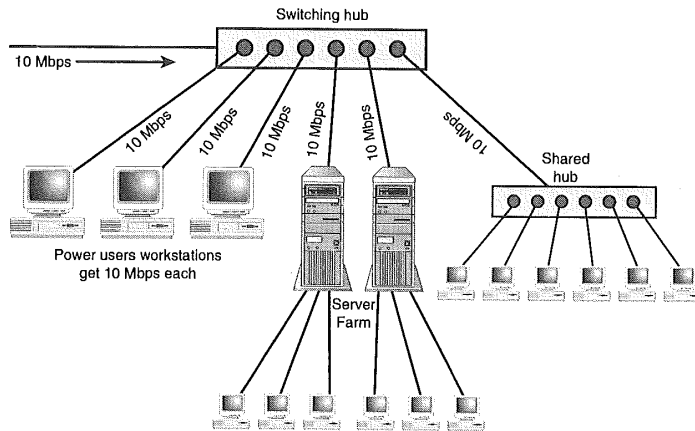 Switching hub
10 Mbps
10 Mbps
10 Mbps
10 Mbps
10 Mbps
10 Mbps
10 Mbps
Shared
hub
Power users workstations
get 10 Mbps each
Server
Farm